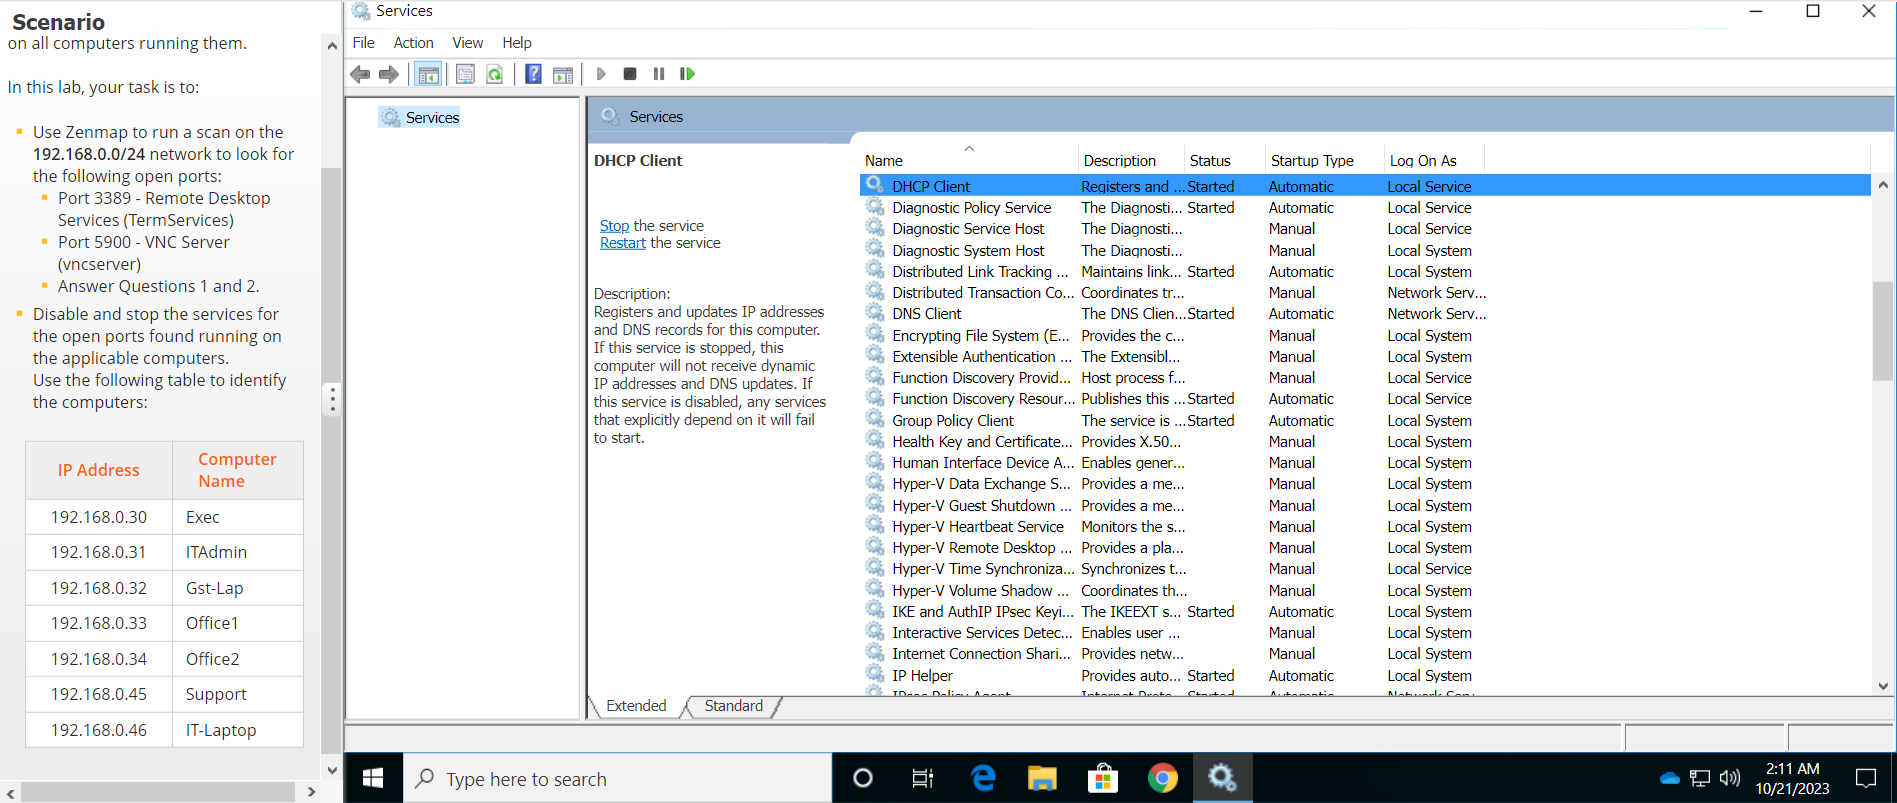 Scenario
on all computers running them.
In this lab, your task is to:
Use Zenmap to run a scan on the
192.168.0.0/24 network to look for
the following open ports:
Port 3389 - Remote Desktop
Services (TermServices)
Port 5900 - VNC Server
(vncserver)
Answer Questions 1 and 2.
Disable and stop the services for
the open ports found running on
the applicable computers.
Use the following table to identify
the computers:
IP Address Computer Name
192.168.0.30 Exec
192.168.0.31 ITAdmin
192.168.0.32 Gst-Lap
192.168.0.33 Office1
192.168.0.34 Office2
192.168.0.45 Support
192.168.0.46 IT-Laptop
Services
File Action View Help
Services
Services
DHCP Client
Stop the service
Restart the service
Description:
Registers and updates IP addresses
and DNS records for this computer.
If this service is stopped, this
computer will not receive dynamic
IP addresses and DNS updates. If
this service is disabled, any services
that explicitly depend on it will fail
to start.
Name Description Status Startup Type Log On As
DHCP Client Registers and ... Started Automatic Local Service
Diagnostic Policy Service The Diagnosti... Started Automatic Local Service
Diagnostic Service Host The Diagnosti... Manual Local Service
Diagnostic System Host The Diagnosti... Manual Local System
Distributed Link Tracking ... Maintains link... Started Automatic Local System
Distributed Transaction Co... Coordinates tr... Manual Network Serv...
DNS Client The DNS Clien... Started Automatic Network Serv...
Encrypting File System (E... Provides the c... Manual Local System
Extensible Authentication ... The Extensibl... Manual Local System
Function Discovery Provid... Host process f... Manual Local Service
Function Discovery Resour... Publishes this ... Started Automatic Local Service
Group Policy Client The service is ... Started Automatic Local System
Health Key and Certificate... Provides X.50... Manual Local System
Human Interface Device A... Enables gener... Manual Local System
Hyper-V Data Exchange S... Provides a me... Manual Local System
Hyper-V Guest Shutdown ... Provides a me... Manual Local System
Hyper-V Heartbeat Service Monitors the s... Manual Local System
Hyper-V Remote Desktop ... Provides a pla... Manual Local System
Hyper-V Time Synchroniza... Synchronizes t... Manual Local Service
Hyper-V Volume Shadow ... Coordinates th... Manual Local System
IKE and AuthIP IPsec Keyi... The IKEEXT s... Started Automatic Local System
Interactive Services Detec... Enables user ... Manual Local System
Internet Connection Shari... Provides netw... Manual Local System
IP Helper Provides auto... Started Automatic Local System
IPsec Policy Agent Internet Prote... Started Automatic Network Serv...
Extended Standard
Type here to search
2:11 AM
10/21/2023